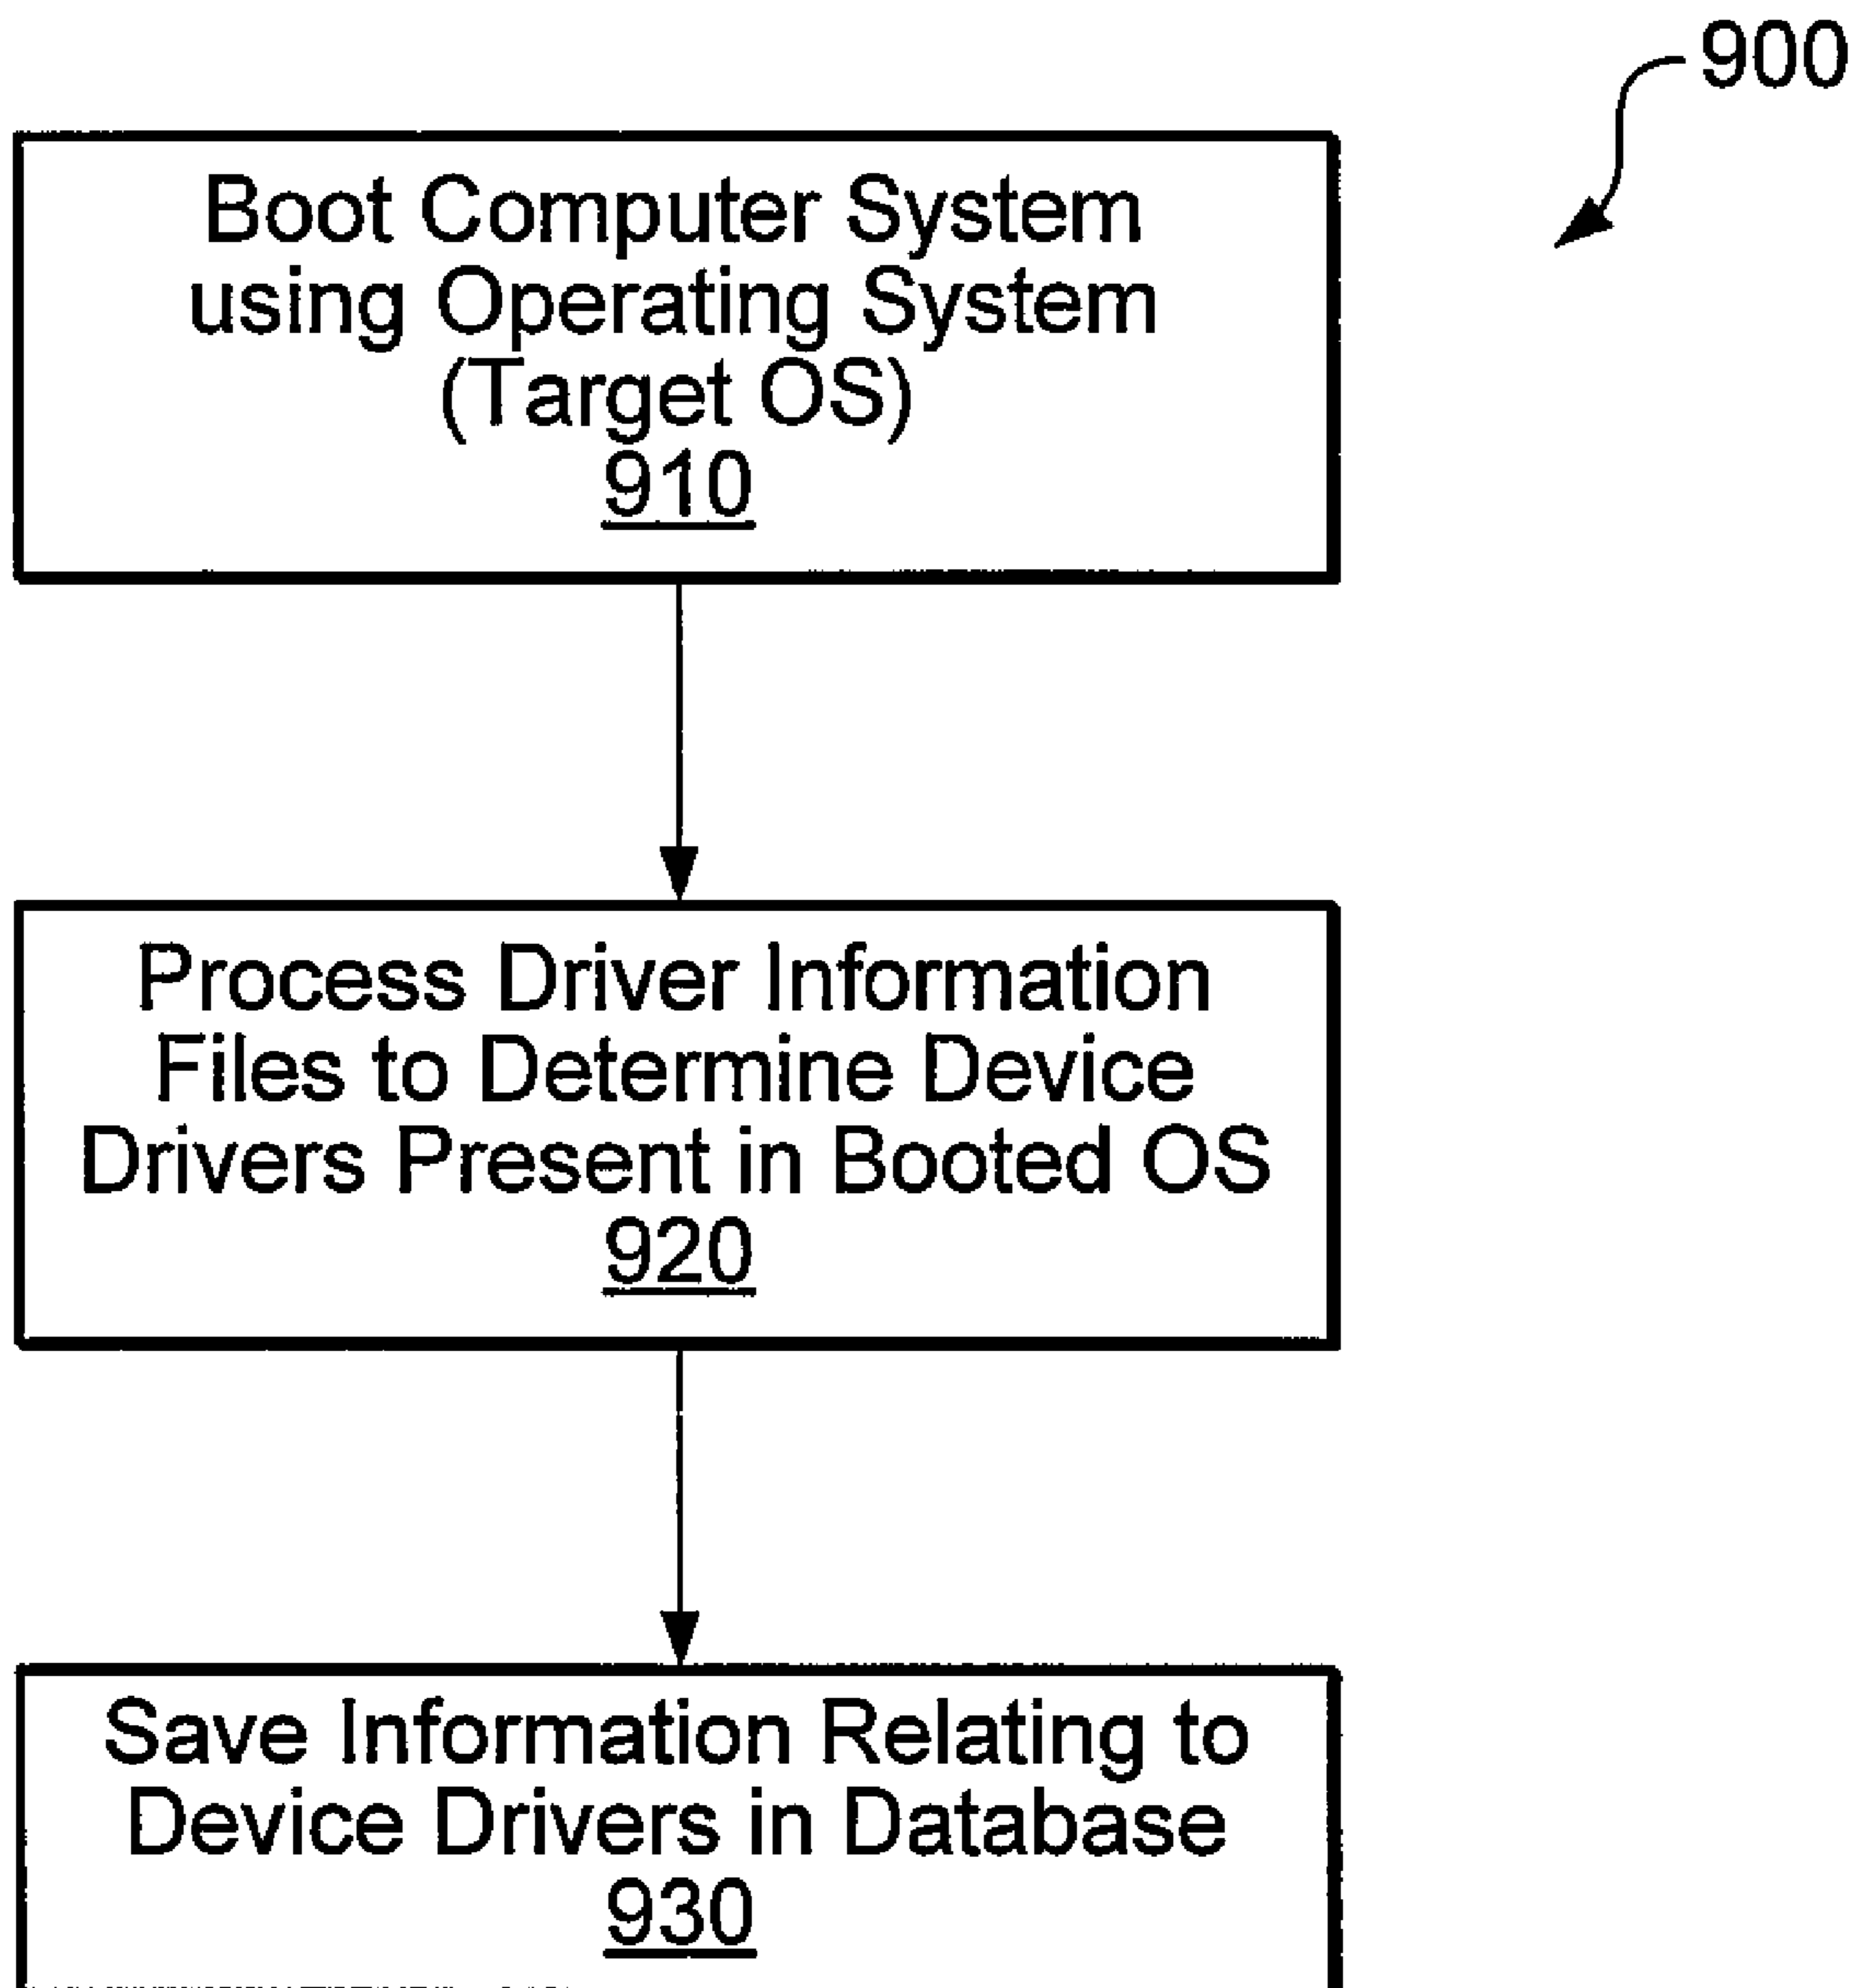 900
Boot Computer System
using Operating System
(Target OS)
910
Process Driver Information
Files to Determine Device
Drivers Present in Booted OS
920
Save Information Relating to
Device Drivers in Database
930